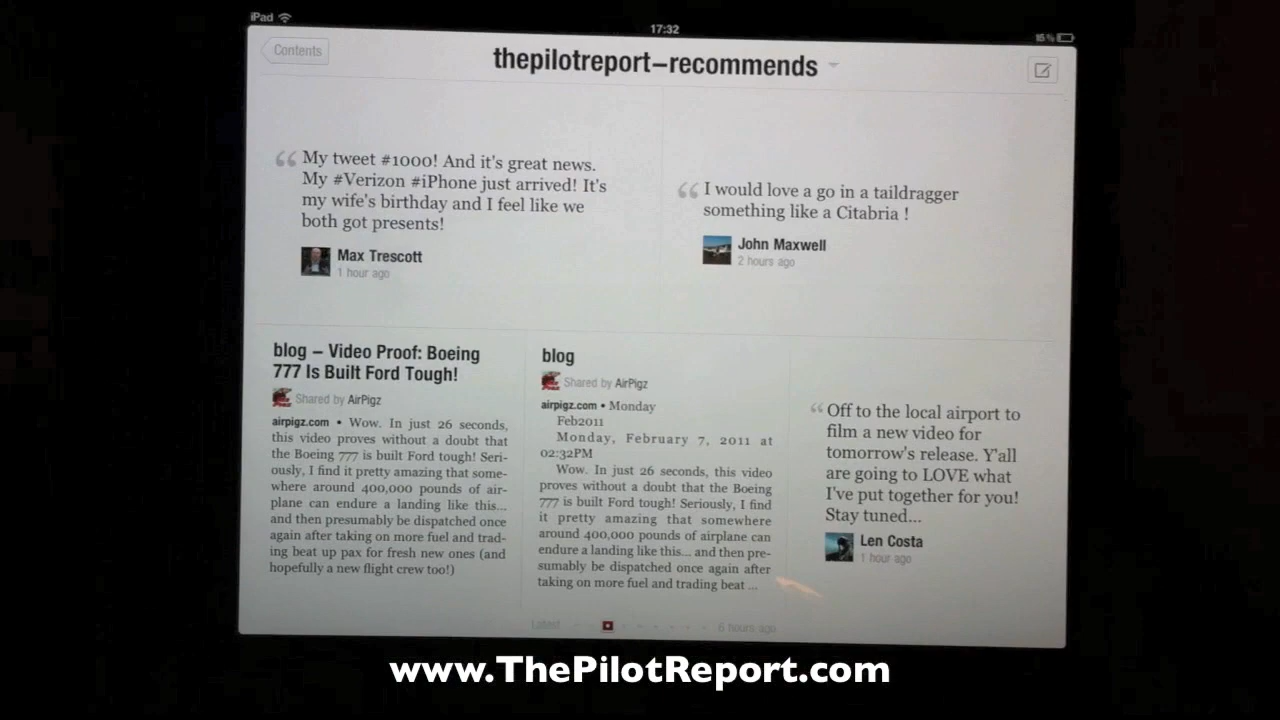 iPad
17:32
15%
Contents
thepilotreport–recommends
“ My tweet #1000! And it's great news.
My #Verizon #iPhone just arrived! It's
my wife's birthday and I feel like we
both got presents!
Max Trescott
1 hour ago
“ I would love a go in a taildragger
something like a Citabria !
John Maxwell
2 hours ago
blog – Video Proof: Boeing
777 Is Built Ford Tough!
Shared by AirPigz
airpigz.com • Wow. In just 26 seconds,
this video proves without a doubt that
the Boeing 777 is built Ford tough! Seri-
ously, I find it pretty amazing that some-
where around 400,000 pounds of air-
plane can endure a landing like this...
and then presumably be dispatched once
again after taking on more fuel and trad-
ing beat up pax for fresh new ones (and
hopefully a new flight crew too!)
blog
Shared by AirPigz
airpigz.com • Monday
Feb2011
Monday, February 7, 2011 at
02:32PM
Wow. In just 26 seconds, this video
proves without a doubt that the Boeing
777 is built Ford tough! Seriously, I find
it pretty amazing that somewhere
around 400,000 pounds of airplane can
endure a landing like this... and then pre-
sumably be dispatched once again after
taking on more fuel and trading beat ...
“ Off to the local airport to
film a new video for
tomorrow's release. Y'all
are going to LOVE what
I've put together for you!
Stay tuned...
Len Costa
1 hour ago
Latest
6 hours ago
www.ThePilotReport.com